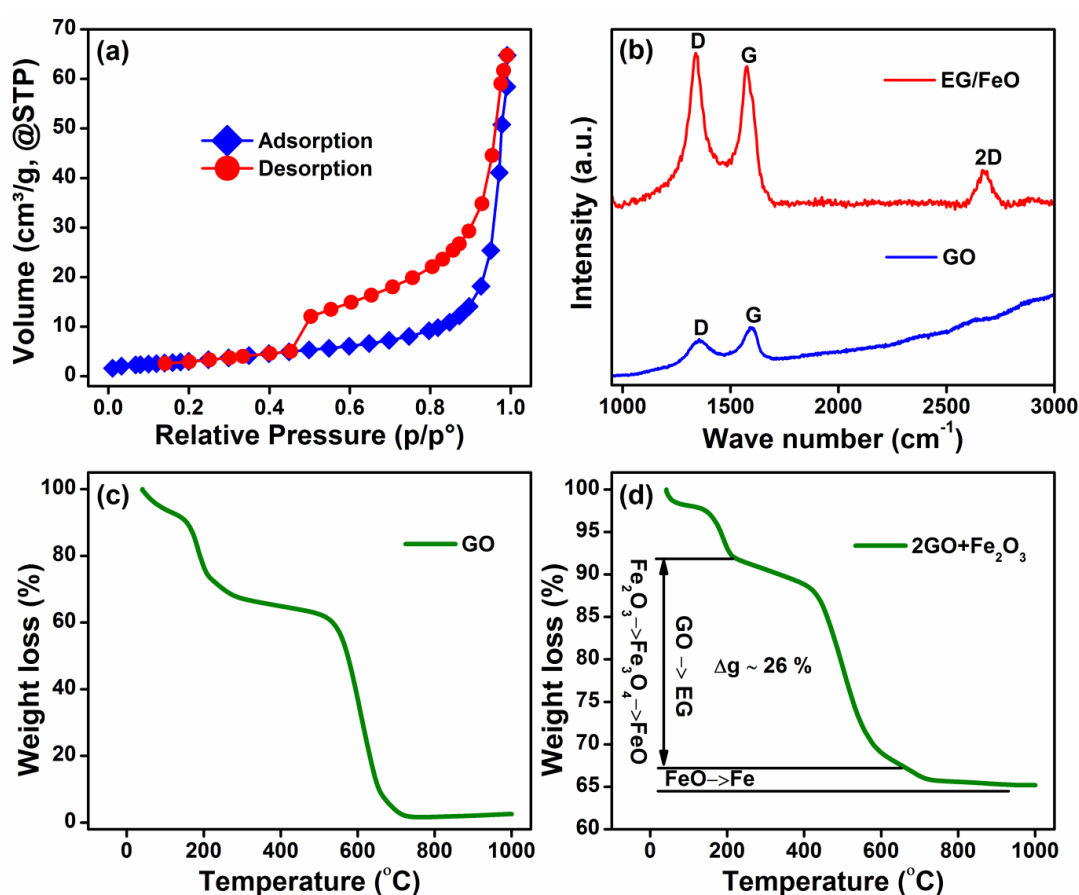 (a)
Volume (cm³/g, @STP)
70
60
50
40
30
20
10
0
Adsorption
Desorption
0.0 0.2 0.4 0.6 0.8 1.0
Relative Pressure (p/p°)
(b)
Intensity (a.u.)
D
G
2D
EG/FeO
D
G
GO
1000 1500 2000 2500 3000
Wave number (cm⁻¹)
(c)
Weight loss (%)
100
80
60
40
20
0
GO
0 200 400 600 800 1000
Temperature (°C)
(d)
Weight loss (%)
100
95
90
85
80
75
70
65
60
2GO+Fe₂O₃
Fe₂O₃->Fe₃O₄->FeO
GO -> EG
Δg ~ 26 %
FeO->Fe
0 200 400 600 800 1000
Temperature (°C)